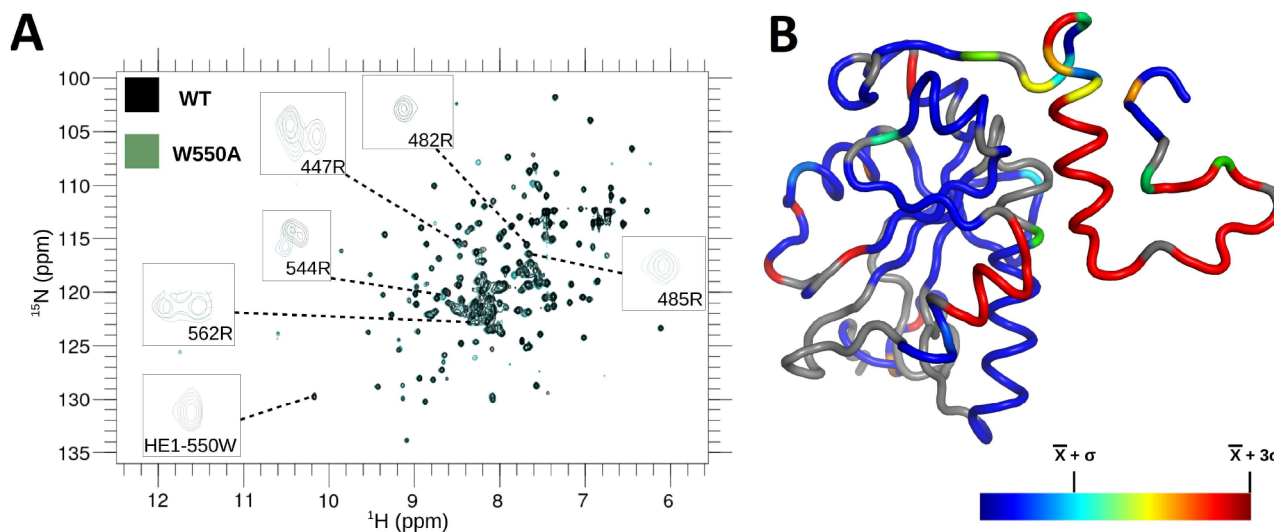 A
B
WT
W550A
447R
482R
544R
485R
562R
HE1-550W
100
105
110
115
120
125
130
135
¹⁵N (ppm)
12
11
10
9
8
7
6
¹H (ppm)
X̅ + σ
X̅ + 3σ